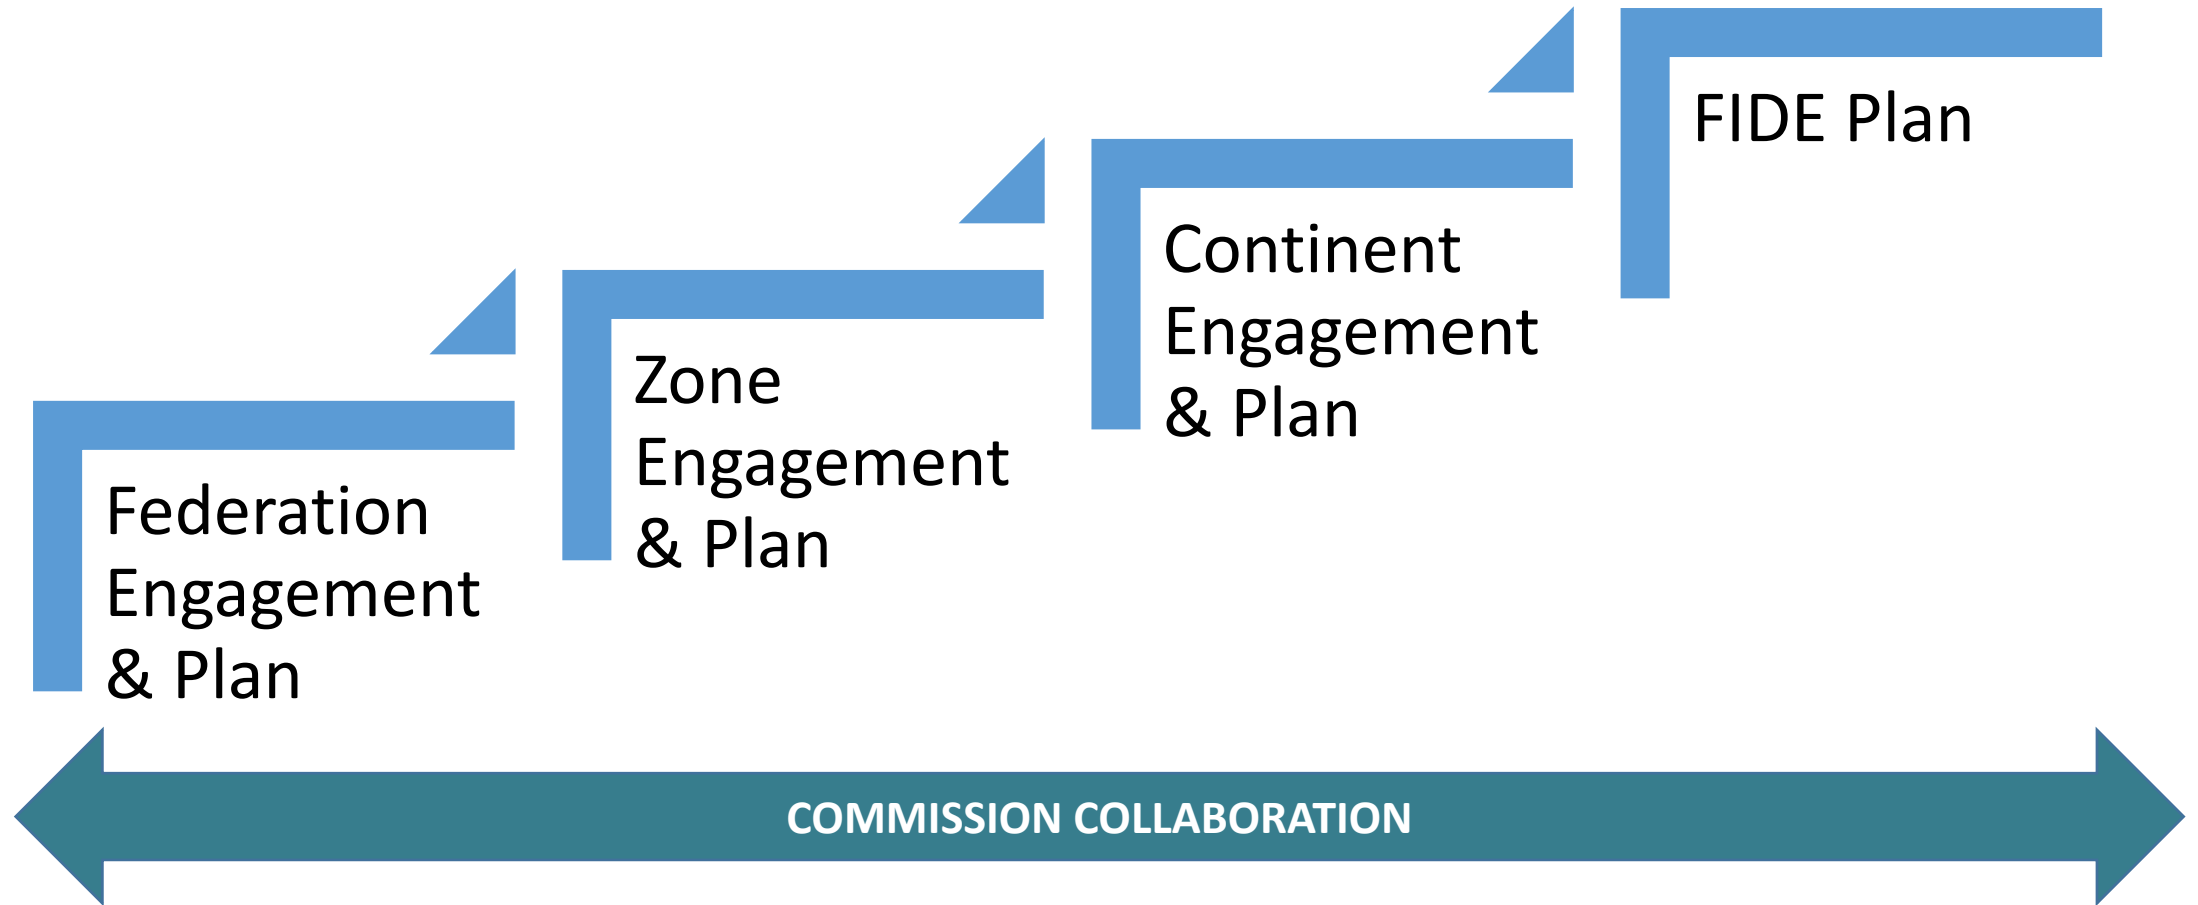 FIDE Plan
Continent
Engagement
& Plan
Zone
Engagement
& Plan
Federation
Engagement
& Plan
COMMISSION COLLABORATION